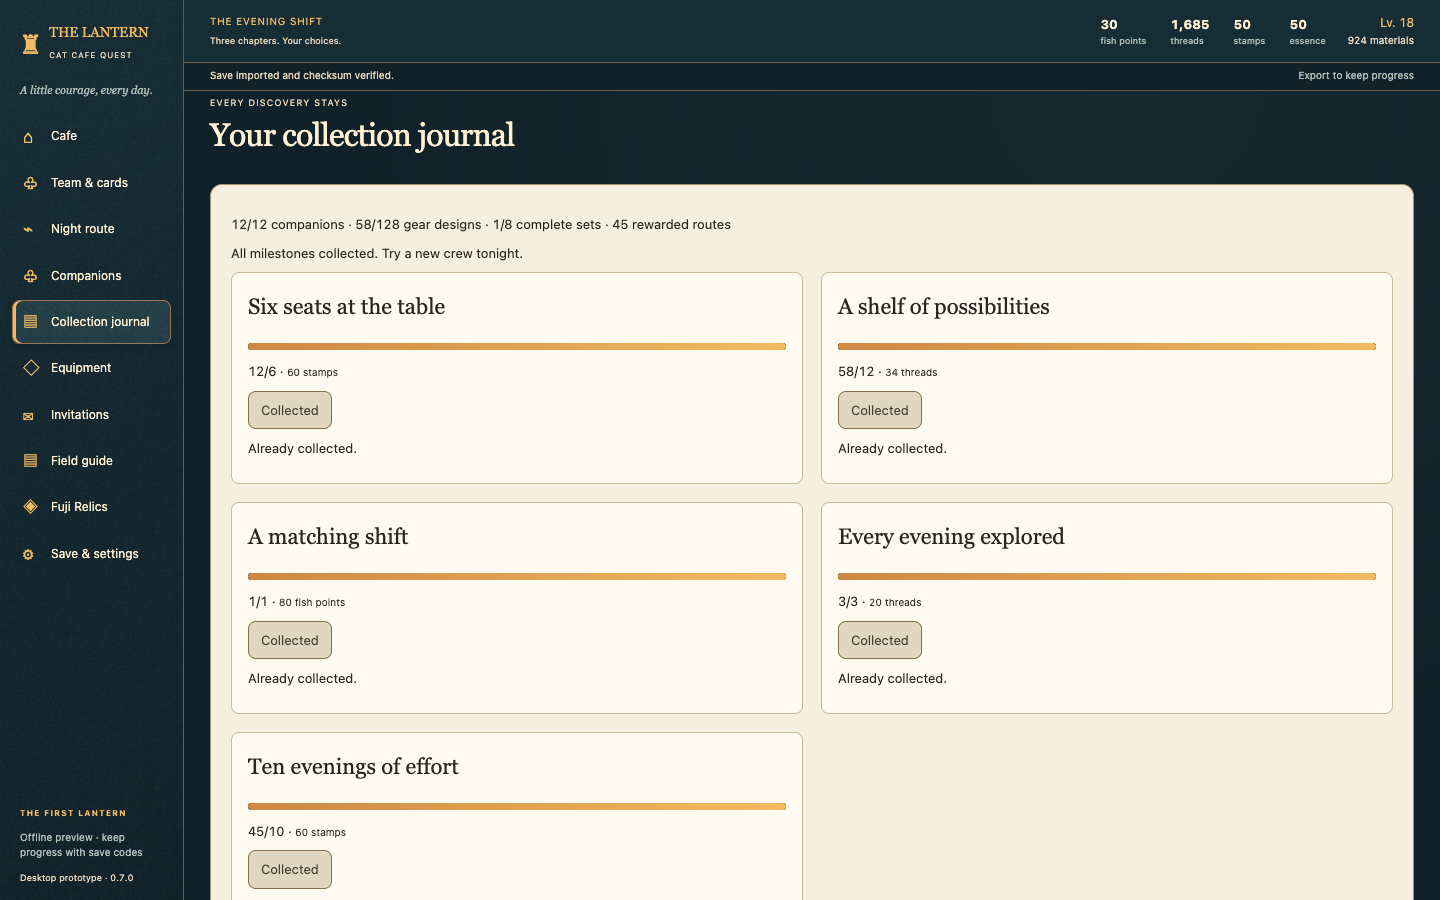 THE LANTERN
CAT CAFE QUEST
A little courage, every day.
Cafe
Team & cards
Night route
Companions
Collection journal
Equipment
Invitations
Field guide
Fuji Relics
Save & settings
THE FIRST LANTERN
Offline preview · keep
progress with save codes
Desktop prototype · 0.7.0
THE EVENING SHIFT
Three chapters. Your choices.
30
fish points
1,685
threads
50
stamps
50
essence
Lv. 18
924 materials
Save imported and checksum verified.
Export to keep progress
EVERY DISCOVERY STAYS
Your collection journal
12/12 companions · 58/128 gear designs · 1/8 complete sets · 45 rewarded routes
All milestones collected. Try a new crew tonight.
Six seats at the table
12/6 · 60 stamps
Collected
Already collected.
A shelf of possibilities
58/12 · 34 threads
Collected
Already collected.
A matching shift
1/1 · 80 fish points
Collected
Already collected.
Every evening explored
3/3 · 20 threads
Collected
Already collected.
Ten evenings of effort
45/10 · 60 stamps
Collected